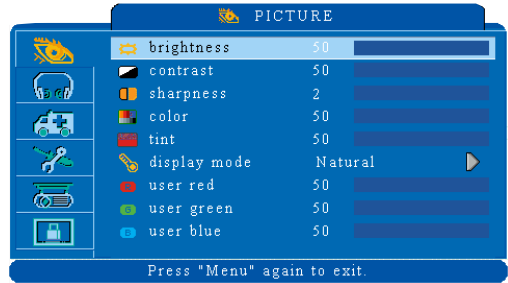 PICTURE
brightness 50
contrast 50
sharpness 2
color 50
tint 50
display mode Natural
user red 50
user green 50
user blue 50
Press "Menu" again to exit.